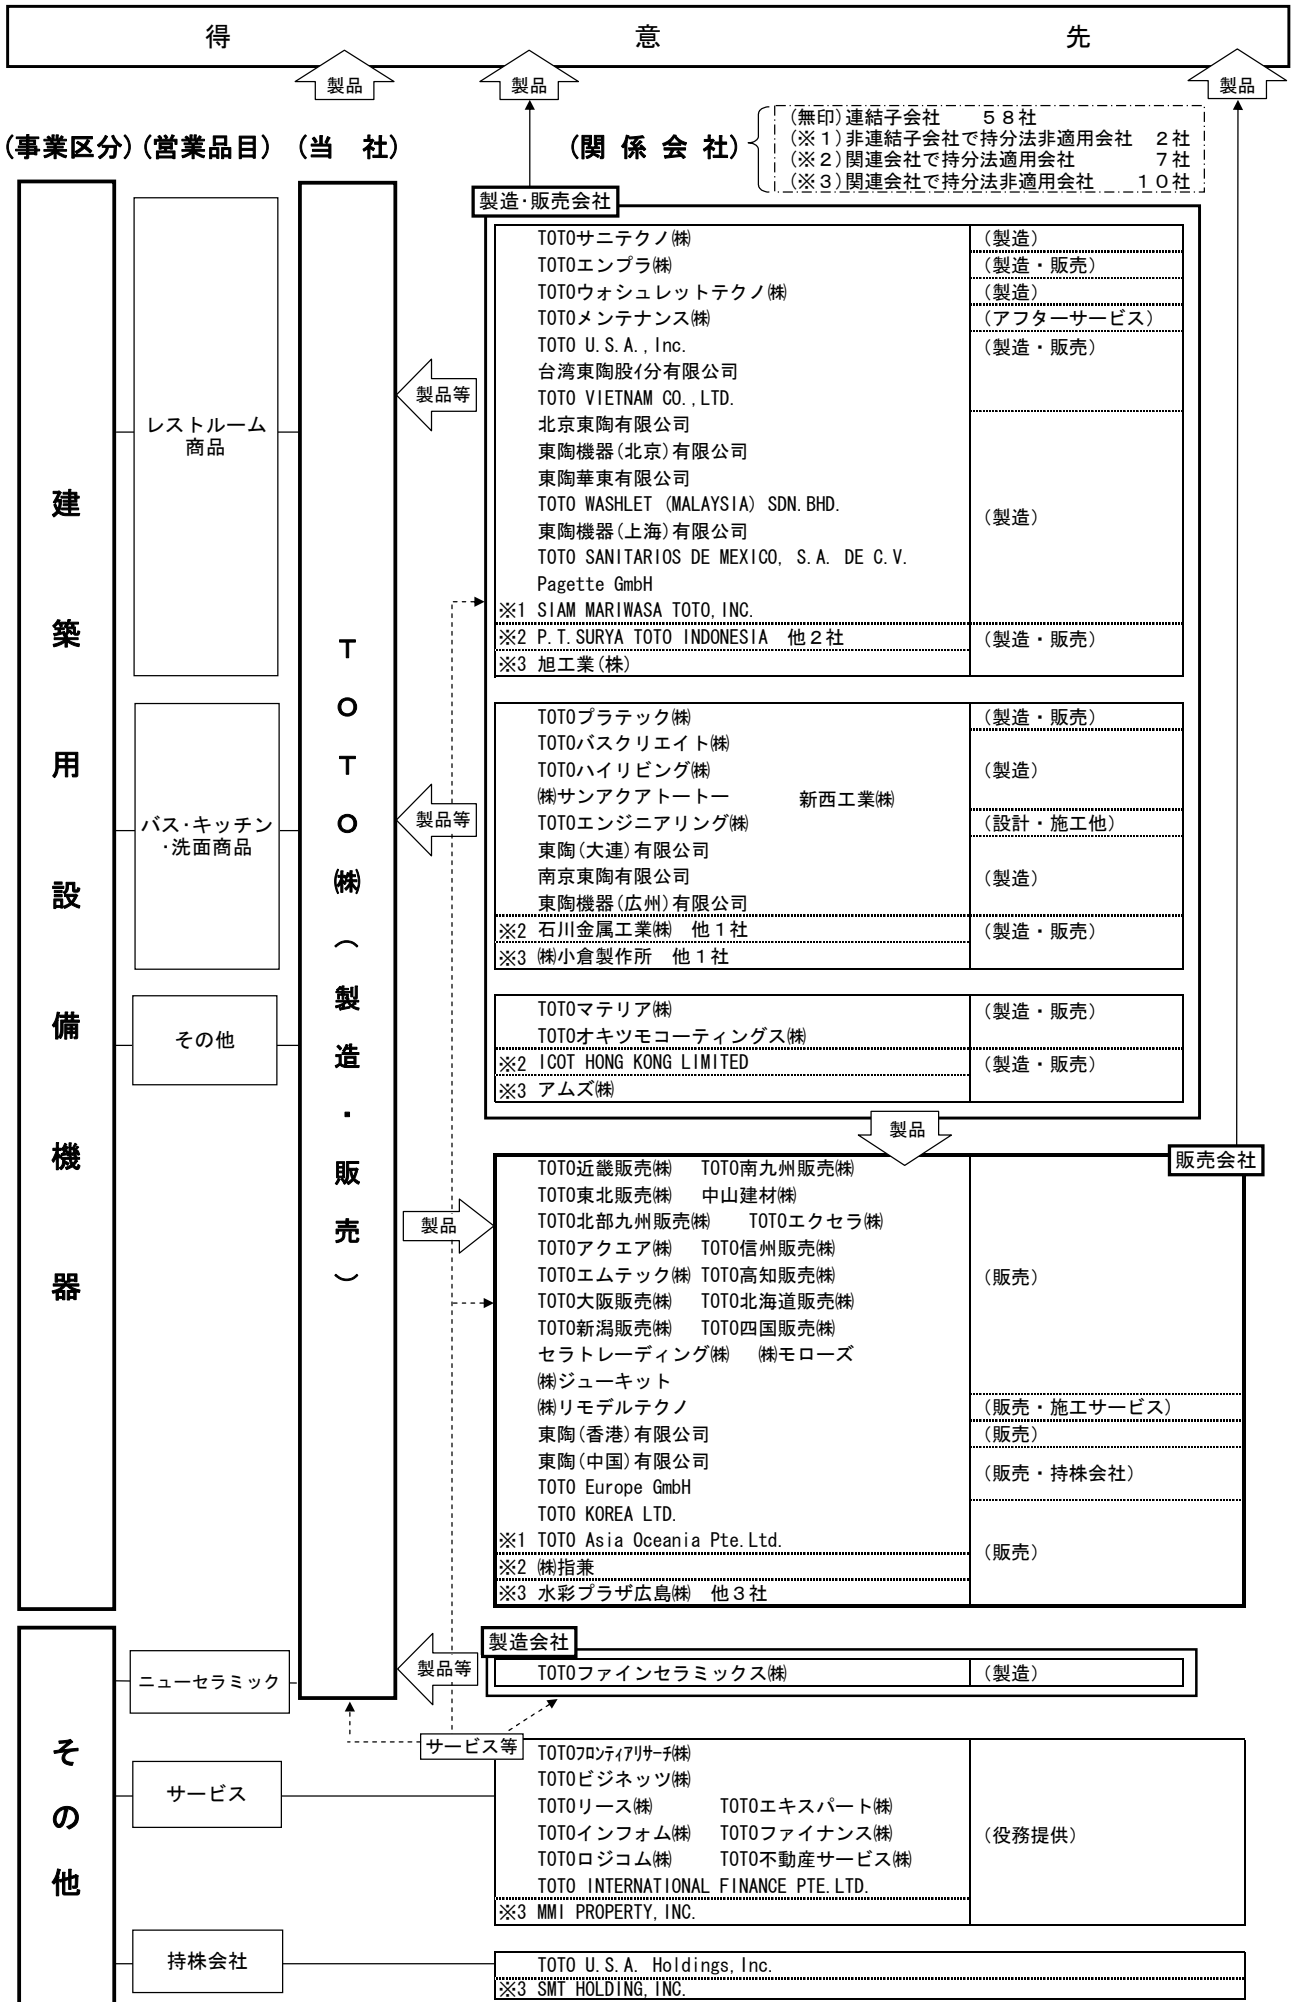 得　意　先
製品
製品
製品
(事業区分)(営業品目)　(当　社)　(関 係 会 社)
(無印)連結子会社　５８社
(※１)非連結子会社で持分法非適用会社　２社
(※２)関連会社で持分法適用会社　７社
(※３)関連会社で持分法非適用会社　１０社
建築用設備機器
レストルーム
商品
バス･キッチン
･洗面商品
その他
TOTO㈱(製造・販売)
製造･販売会社
製品等
TOTOサニテクノ㈱　(製造)
TOTOエンプラ㈱　(製造・販売)
TOTOウォシュレットテクノ㈱　(製造)
TOTOメンテナンス㈱　(アフターサービス)
TOTO U.S.A.,Inc.　(製造・販売)
台湾東陶股ｲ分有限公司
TOTO VIETNAM CO.,LTD.
北京東陶有限公司
東陶機器(北京)有限公司
東陶華東有限公司
TOTO WASHLET (MALAYSIA) SDN.BHD.　(製造)
東陶機器(上海)有限公司
TOTO SANITARIOS DE MEXICO, S.A. DE C.V.
Pagette GmbH
※1 SIAM MARIWASA TOTO,INC.
※2 P.T.SURYA TOTO INDONESIA　他２社　(製造・販売)
※3 旭工業(株)
製品等
TOTOプラテック㈱　(製造・販売)
TOTOバスクリエイト㈱
TOTOハイリビング㈱　(製造)
㈱サンアクアトートー　新西工業㈱
TOTOエンジニアリング㈱　(設計・施工他)
東陶(大連)有限公司
南京東陶有限公司　(製造)
東陶機器(広州)有限公司
※2 石川金属工業㈱　他１社　(製造・販売)
※3 ㈱小倉製作所　他１社
TOTOマテリア㈱　(製造・販売)
TOTOオキツモコーティングス㈱
※2 ICOT HONG KONG LIMITED　(製造・販売)
※3 アムズ㈱
製品
販売会社
製品
TOTO近畿販売㈱　TOTO南九州販売㈱
TOTO東北販売㈱　中山建材㈱
TOTO北部九州販売㈱　TOTOエクセラ㈱
TOTOアクエア㈱　TOTO信州販売㈱
TOTOエムテック㈱　TOTO高知販売㈱　(販売)
TOTO大阪販売㈱　TOTO北海道販売㈱
TOTO新潟販売㈱　TOTO四国販売㈱
セラトレーディング㈱　㈱モローズ
㈱ジューキット
㈱リモデルテクノ　(販売・施工サービス)
東陶(香港)有限公司　(販売)
東陶(中国)有限公司　(販売・持株会社)
TOTO Europe GmbH
TOTO KOREA LTD.
※1 TOTO Asia Oceania Pte.Ltd.　(販売)
※2 ㈱指兼
※3 水彩プラザ広島㈱　他３社
その他
ニューセラミック
サービス
持株会社
製造会社
製品等
TOTOファインセラミックス㈱　(製造)
サービス等
TOTOﾌﾛﾝﾃｨｱﾘｻｰﾁ㈱
TOTOビジネッツ㈱
TOTOリース㈱　TOTOエキスパート㈱
TOTOインフォム㈱　TOTOファイナンス㈱　(役務提供)
TOTOロジコム㈱　TOTO不動産サービス㈱
TOTO INTERNATIONAL FINANCE PTE.LTD.
※3 MMI PROPERTY,INC.
TOTO U.S.A. Holdings,Inc.
※3 SMT HOLDING,INC.